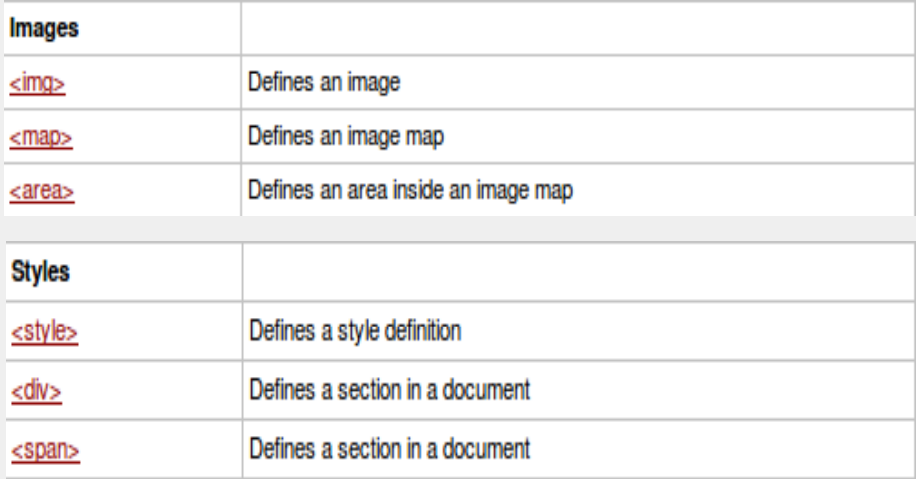 Images
<img> Defines an image
<map> Defines an image map
<area> Defines an area inside an image map
Styles
<style> Defines a style definition
<div> Defines a section in a document
<span> Defines a section in a document